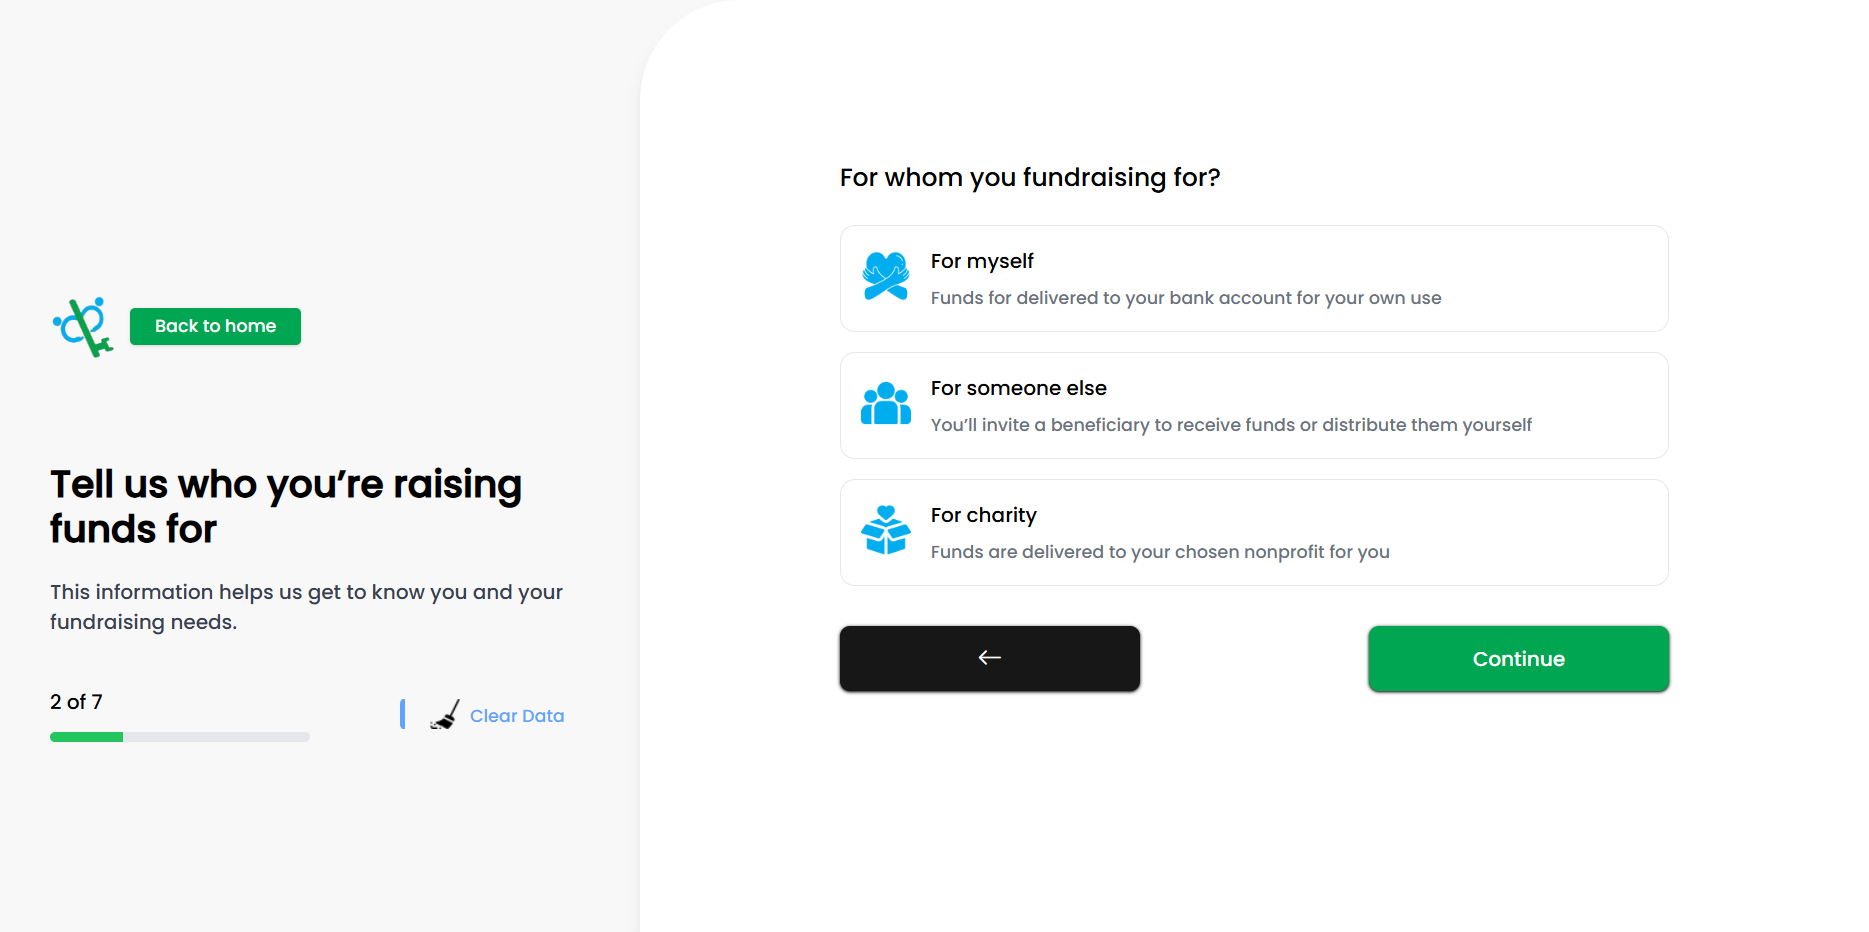 Back to home
Tell us who you’re raising
funds for
This information helps us get to know you and your
fundraising needs.
2 of 7
Clear Data
For whom you fundraising for?
For myself
Funds for delivered to your bank account for your own use
For someone else
You’ll invite a beneficiary to receive funds or distribute them yourself
For charity
Funds are delivered to your chosen nonprofit for you
Continue